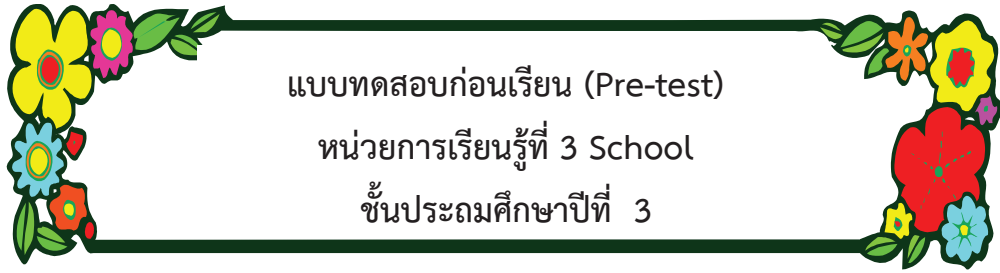 แบบทดสอบก่อนเรียน (Pre-test)
หน่วยการเรียนรู้ที่ 3 School
ชั้นประถมศึกษาปีที่ 3